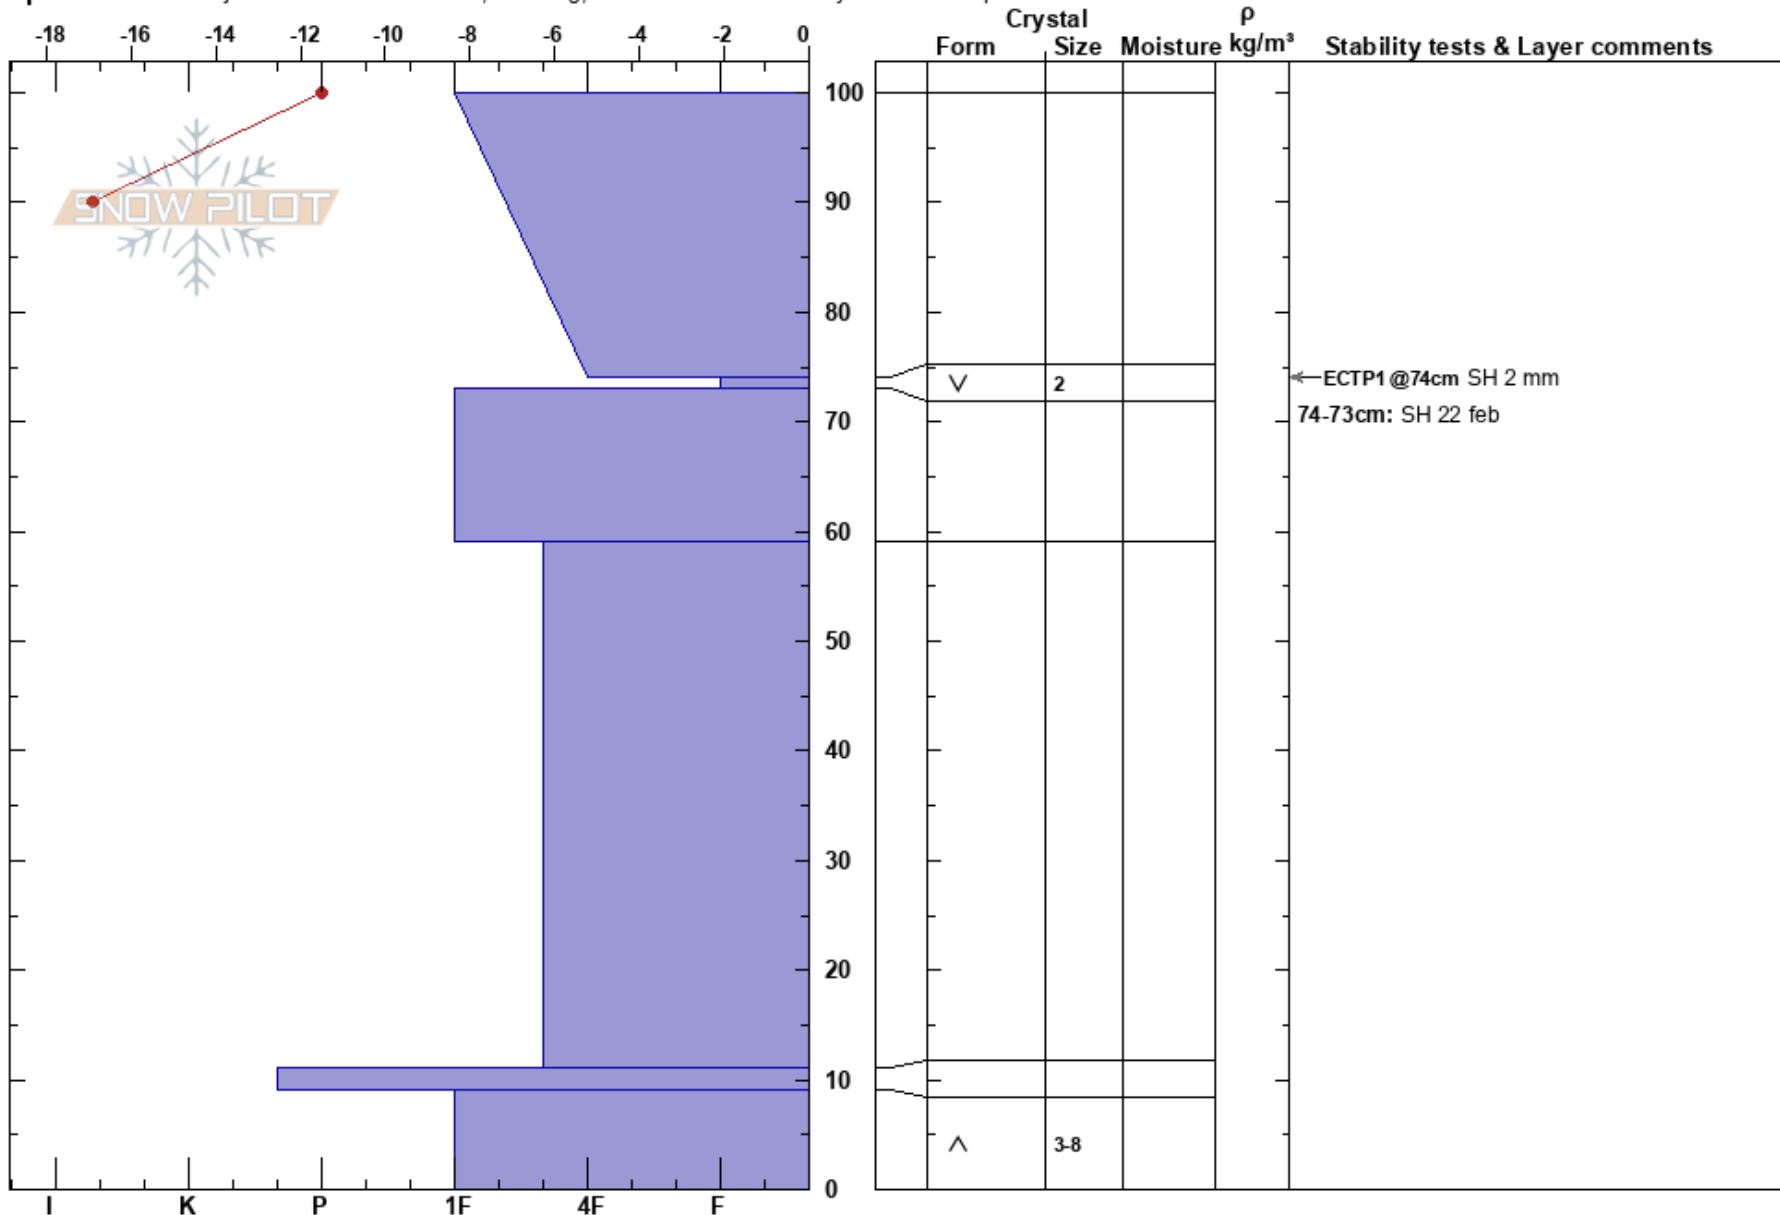 Crystal
ρ
Form Size Moisture kg/m³ Stability tests & Layer comments
-18 -16 -14 -12 -10 -8 -6 -4 -2 0
100
SNOW PILOT
90
80
2
ECTP1 @74cm SH 2 mm
74-73cm: SH 22 feb
70
60
50
40
30
20
10
3-8
0
I K P 1F 4F F